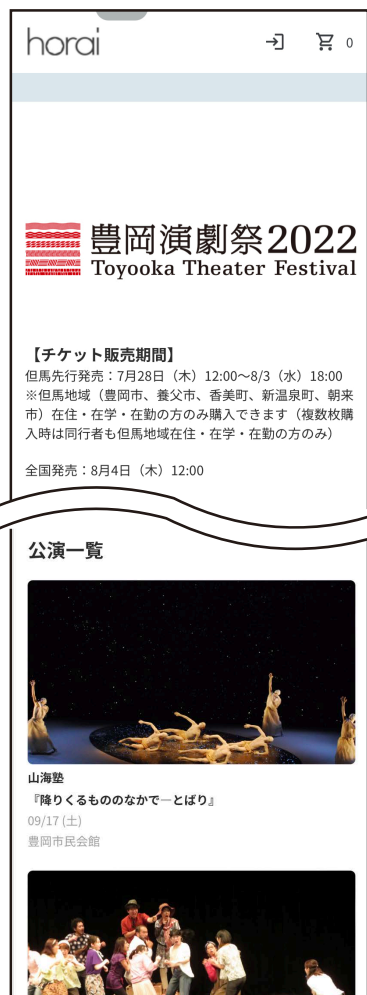 horai
0
豊岡演劇祭2022
Toyooka Theater Festival
【チケット販売期間】
但馬先行発売：7月28日（木）12:00〜8/3（水）18:00
※但馬地域（豊岡市、養父市、香美町、新温泉町、朝来
市）在住・在学・在勤の方のみ購入できます（複数枚購
入時は同行者も但馬地域在住・在学・在勤の方のみ）
全国発売：8月4日（木）12:00
公演一覧
山海塾
『降りくるもののなかで―とばり』
09/17 (土)
豊岡市民会館